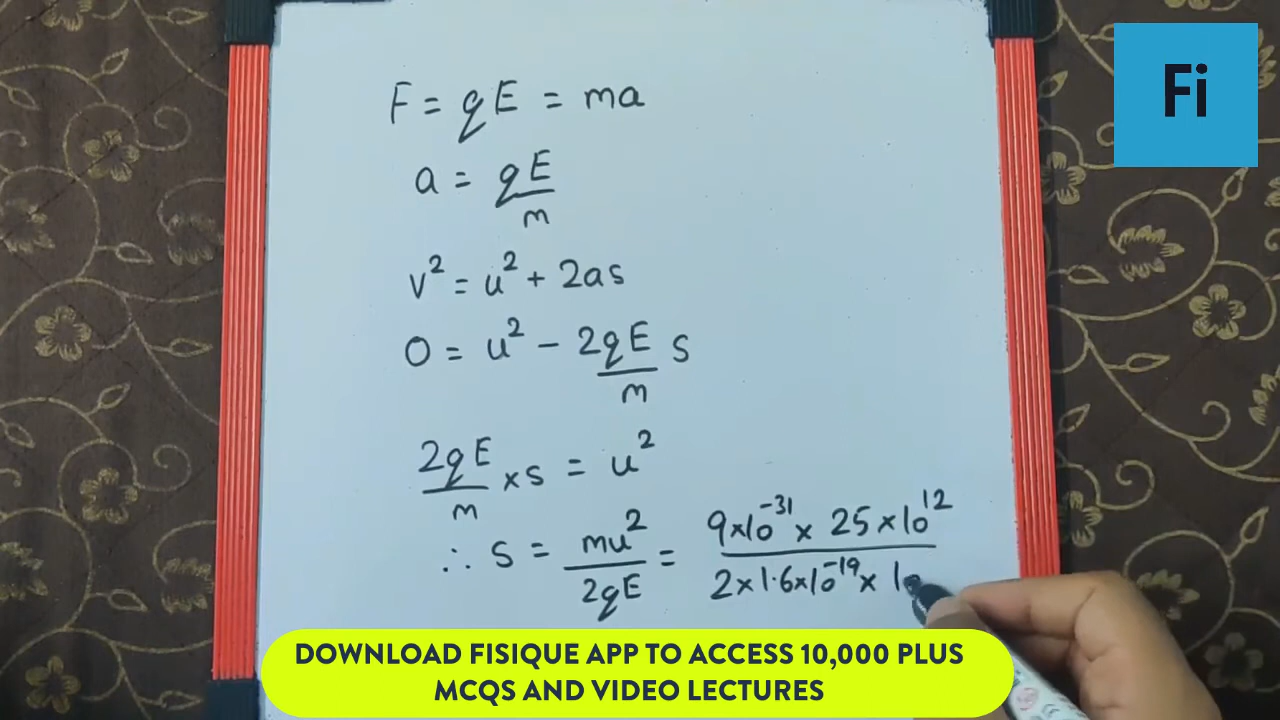 Fi
F = qE = ma
a = qE/m
v² = u² + 2as
0 = u² - 2qE/m s
2qE/m × s = u²
∴ s = mu²/2qE = 9×10⁻³¹ × 25×10¹² / 2×1.6×10⁻¹⁹ × 1
DOWNLOAD FISIQUE APP TO ACCESS 10,000 PLUS
MCQS AND VIDEO LECTURES